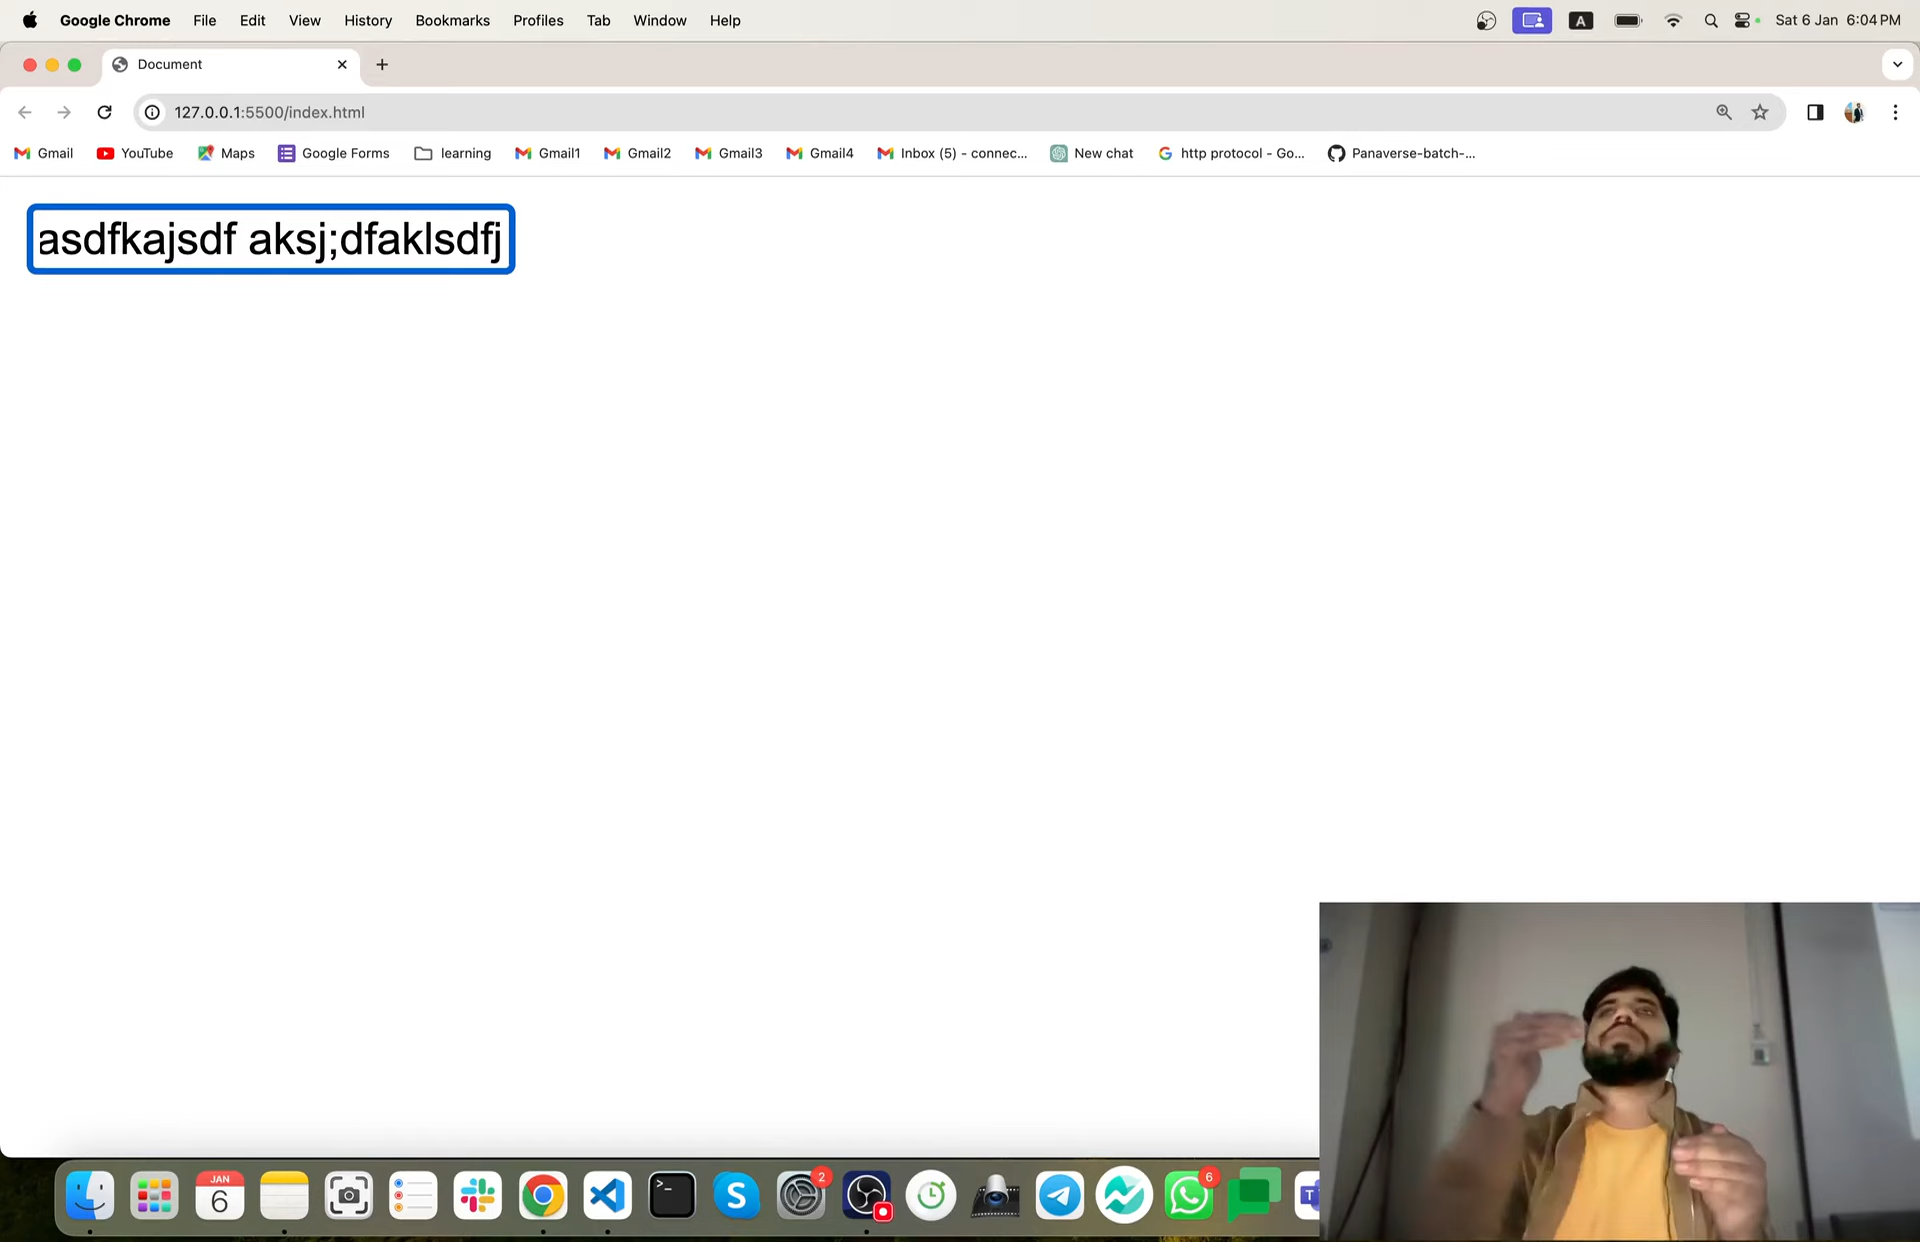 Google Chrome File Edit View History Bookmarks Profiles Tab Window Help A Sat 6 Jan 6:04 PM
Document
127.0.0.1:5500/index.html
Gmail YouTube Maps Google Forms learning Gmail1 Gmail2 Gmail3 Gmail4 Inbox (5) - connec... New chat http protocol - Go... Panaverse-batch-...
asdfkajsdf aksj;dfaklsdfj
JAN
6
>_
S
2
6
T